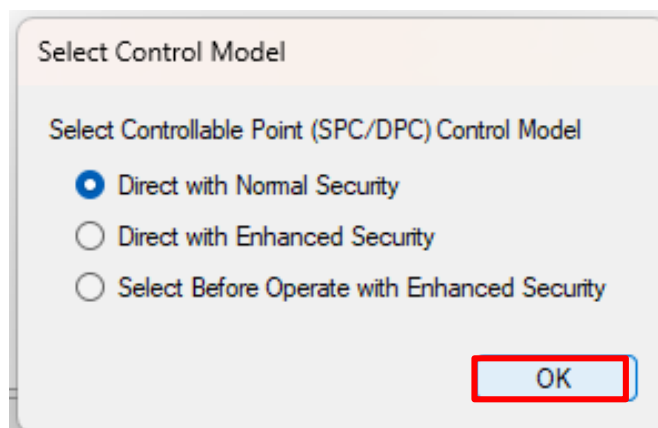 Select Control Model
Select Controllable Point (SPC/DPC) Control Model
Direct with Normal Security
Direct with Enhanced Security
Select Before Operate with Enhanced Security
OK